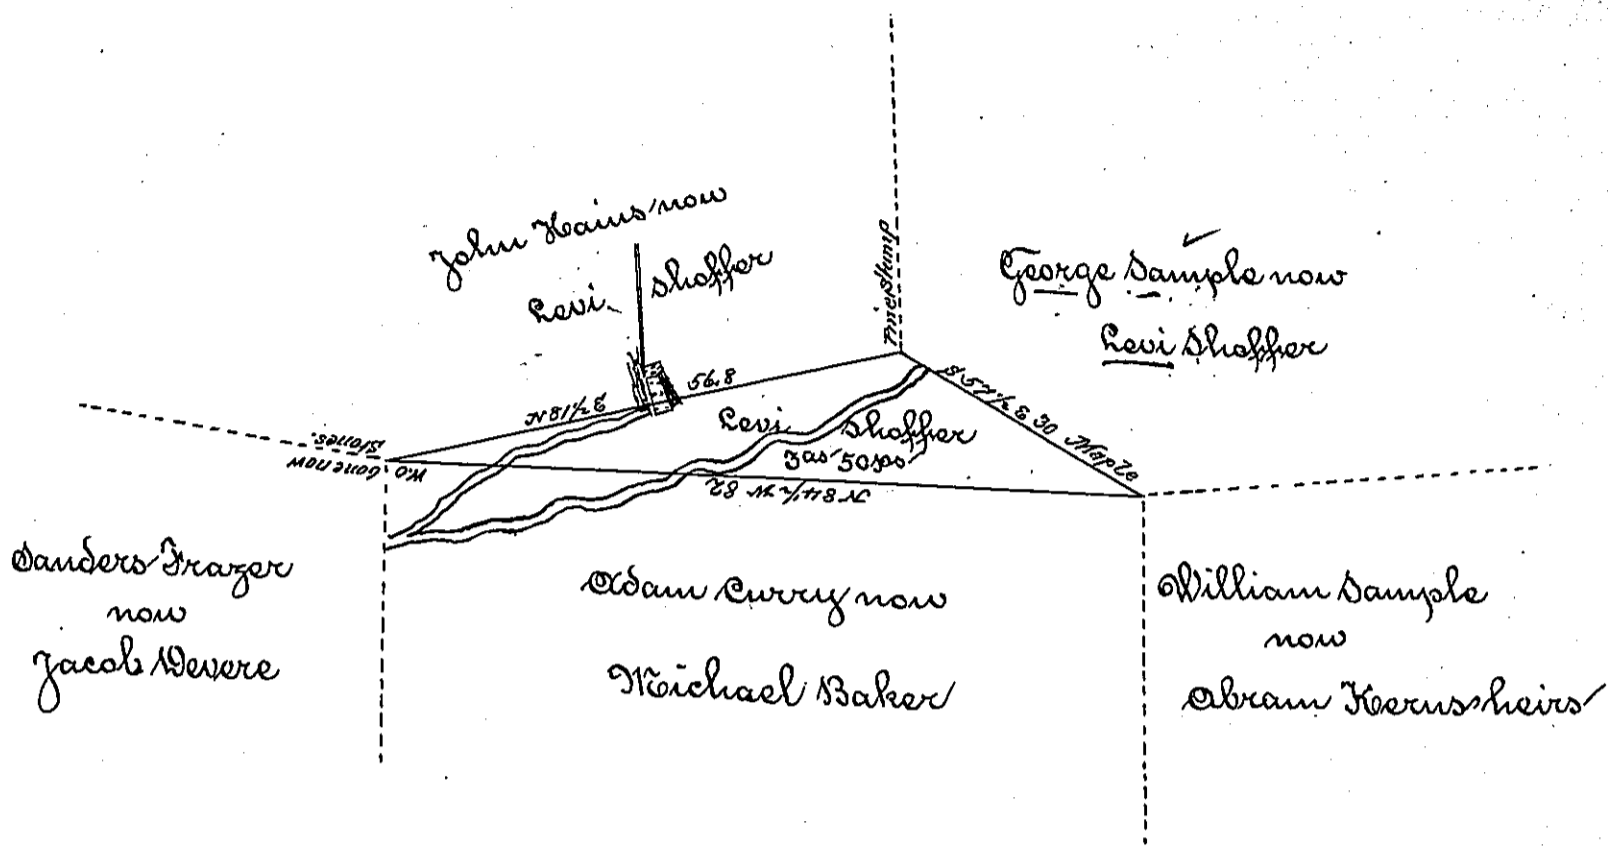 John Hains now
Levi Shaffer
George Sample now
Levi Shaffer
Pine Stump
N 81½ E
56.8
S 57½ E 30 Maple
Levi Shaffer
Stones.
W.O. Gone now
N 84½ W 82
Sanders Frazer
now
Jacob Devere
Adam Curry now
Michael Baker
William Sample
now
Abram Kerns heirs